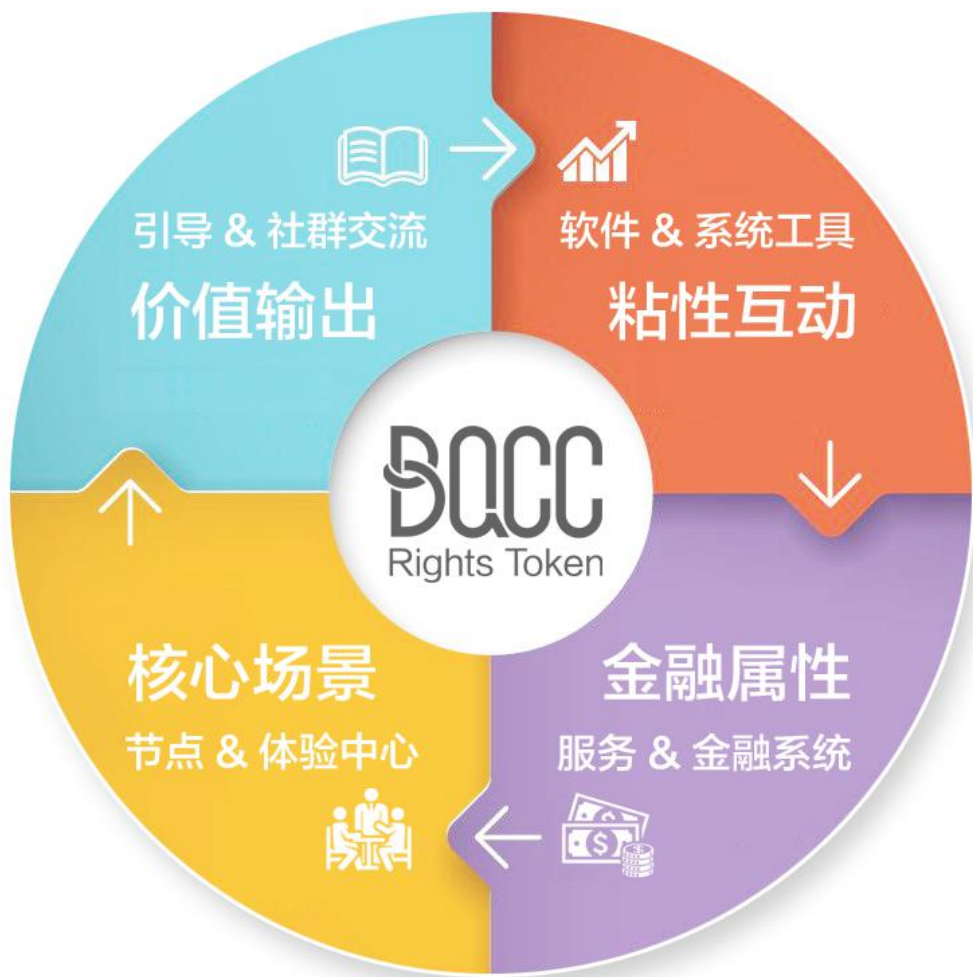 引导 & 社群交流
价值输出
软件 & 系统工具
粘性互动
BQCC
Rights Token
核心场景
节点 & 体验中心
金融属性
服务 & 金融系统